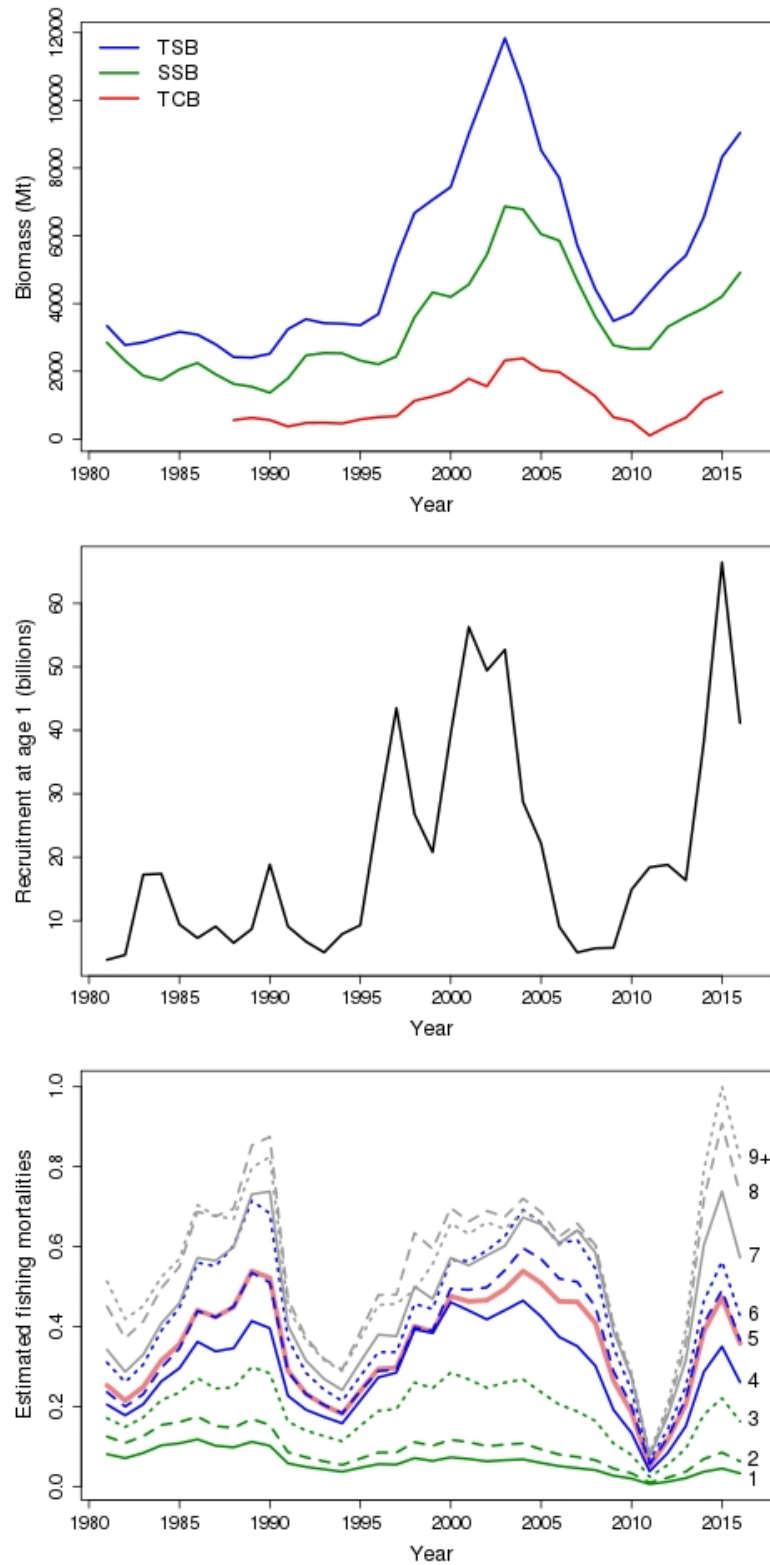 12000
10000
8000
6000
4000
2000
0
Biomass (Mt)
TSB
SSB
TCB
1980 1985 1990 1995 2000 2005 2010 2015
Year
60
50
40
30
20
10
Recruitment at age 1 (billions)
1980 1985 1990 1995 2000 2005 2010 2015
Year
1.0
0.8
0.6
0.4
0.2
0.0
Estimated fishing mortalities
9+
8
7
6
5
4
3
2
1
1980 1985 1990 1995 2000 2005 2010 2015
Year